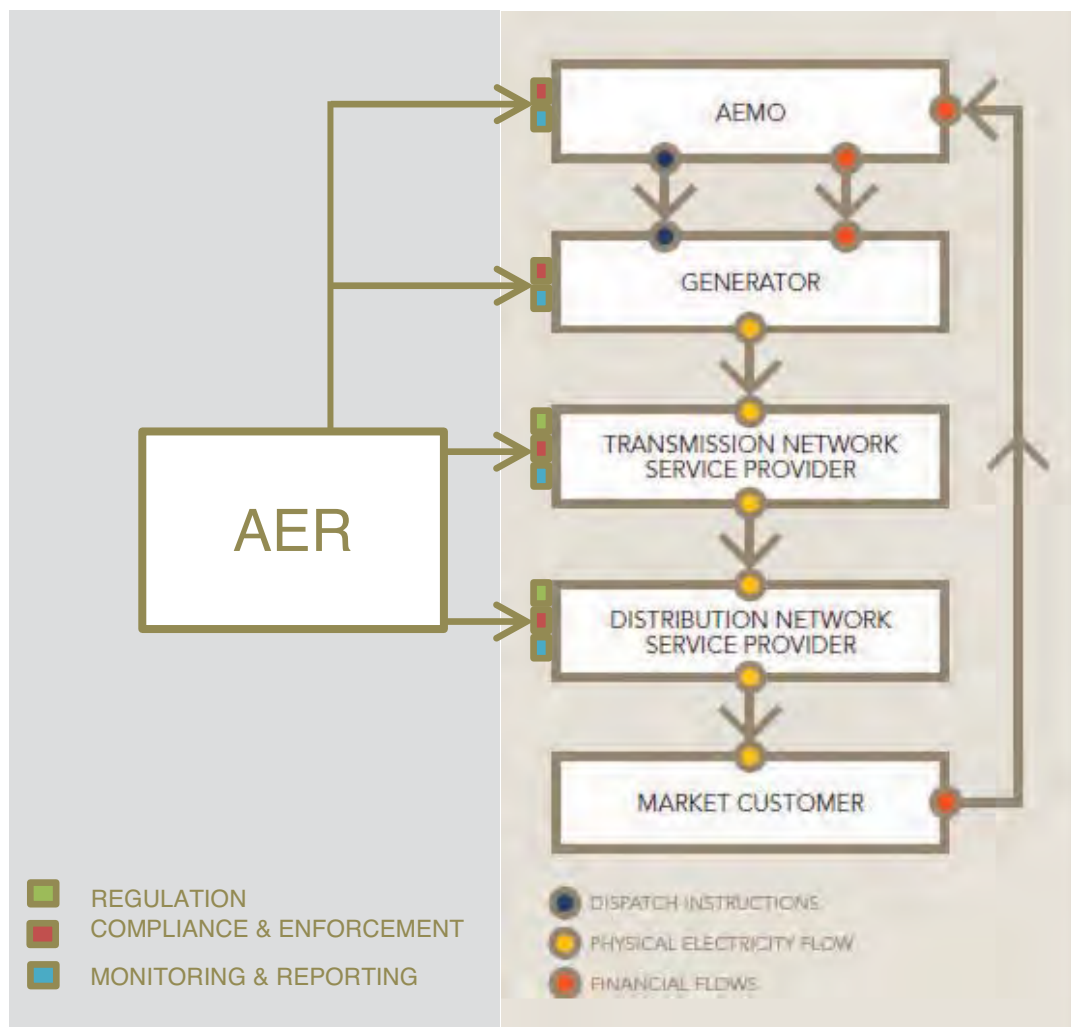 AEMO
GENERATOR
TRANSMISSION NETWORK
SERVICE PROVIDER
AER
DISTRIBUTION NETWORK
SERVICE PROVIDER
MARKET CUSTOMER
REGULATION
COMPLIANCE & ENFORCEMENT
MONITORING & REPORTING
DISPATCH INSTRUCTIONS
PHYSICAL ELECTRICITY FLOW
FINANCIAL FLOWS